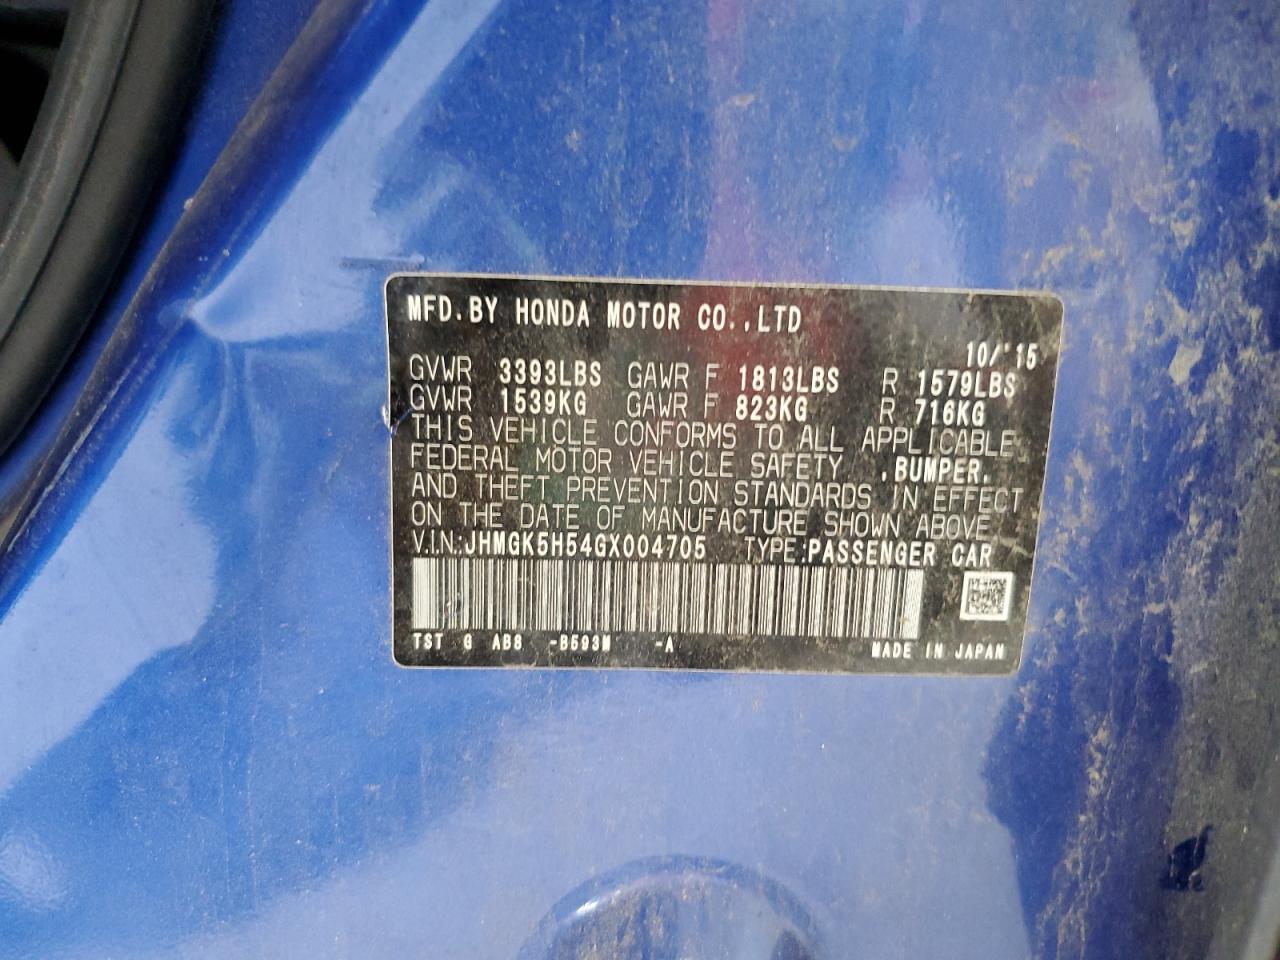 MFD.BY HONDA MOTOR CO.,LTD
10/'15
GVWR 3393LBS GAWR F 1813LBS R 1579LBS
GVWR 1539KG GAWR F 823KG R 716KG
THIS VEHICLE CONFORMS TO ALL APPLICABLE
FEDERAL MOTOR VEHICLE SAFETY ,BUMPER,
AND THEFT PREVENTION STANDARDS IN EFFECT
ON THE DATE OF MANUFACTURE SHOWN ABOVE
V.I.N.:JHMGK5H54GX004705 TYPE:PASSENGER CAR
TST G AB8 -B593M -A MADE IN JAPAN